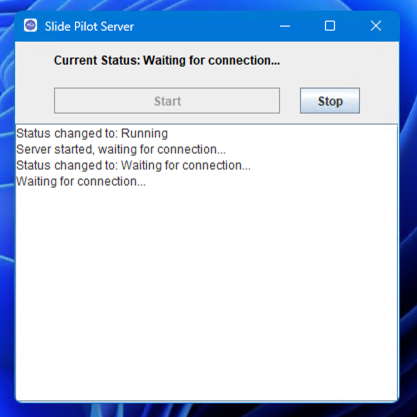 Slide Pilot Server
Current Status: Waiting for connection...
Start
Stop
Status changed to: Running
Server started, waiting for connection...
Status changed to: Waiting for connection...
Waiting for connection...